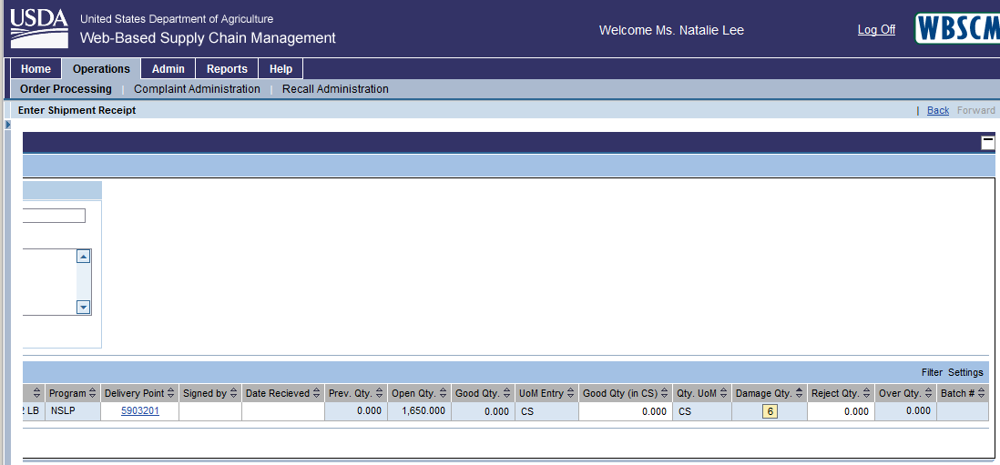 USDA
United States Department of Agriculture
Web-Based Supply Chain Management
Welcome Ms. Natalie Lee
Log Off
WBSCM
Home Operations Admin Reports Help
Order Processing | Complaint Administration | Recall Administration
Enter Shipment Receipt
| Back Forward
Filter Settings
Program Delivery Point Signed by Date Recieved Prev. Qty. Open Qty. Good Qty. UoM Entry Good Qty (in CS) Qty. UoM Damage Qty. Reject Qty. Over Qty. Batch #
2 LB NSLP 5903201 0.000 1,650.000 0.000 CS 0.000 CS 6 0.000 0.000